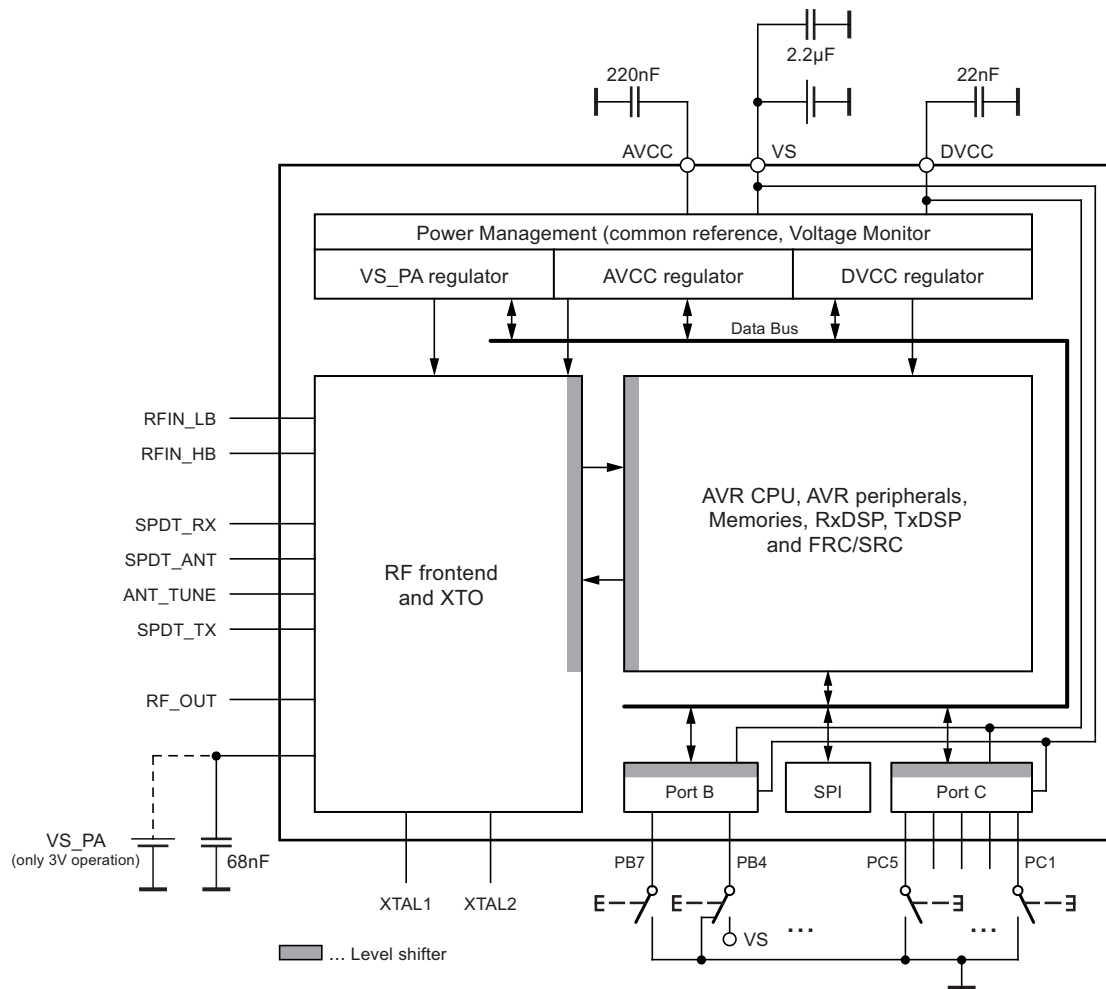 2.2µF
220nF
22nF
AVCC
VS
DVCC
Power Management (common reference, Voltage Monitor
VS_PA regulator
AVCC regulator
DVCC regulator
Data Bus
RFIN_LB
RFIN_HB
SPDT_RX
SPDT_ANT
ANT_TUNE
SPDT_TX
RF_OUT
RF frontend
and XTO
AVR CPU, AVR peripherals,
Memories, RxDSP, TxDSP
and FRC/SRC
Port B
SPI
Port C
VS_PA
(only 3V operation)
68nF
XTAL1
XTAL2
PB7
PB4
PC5
PC1
VS
...
...
... Level shifter